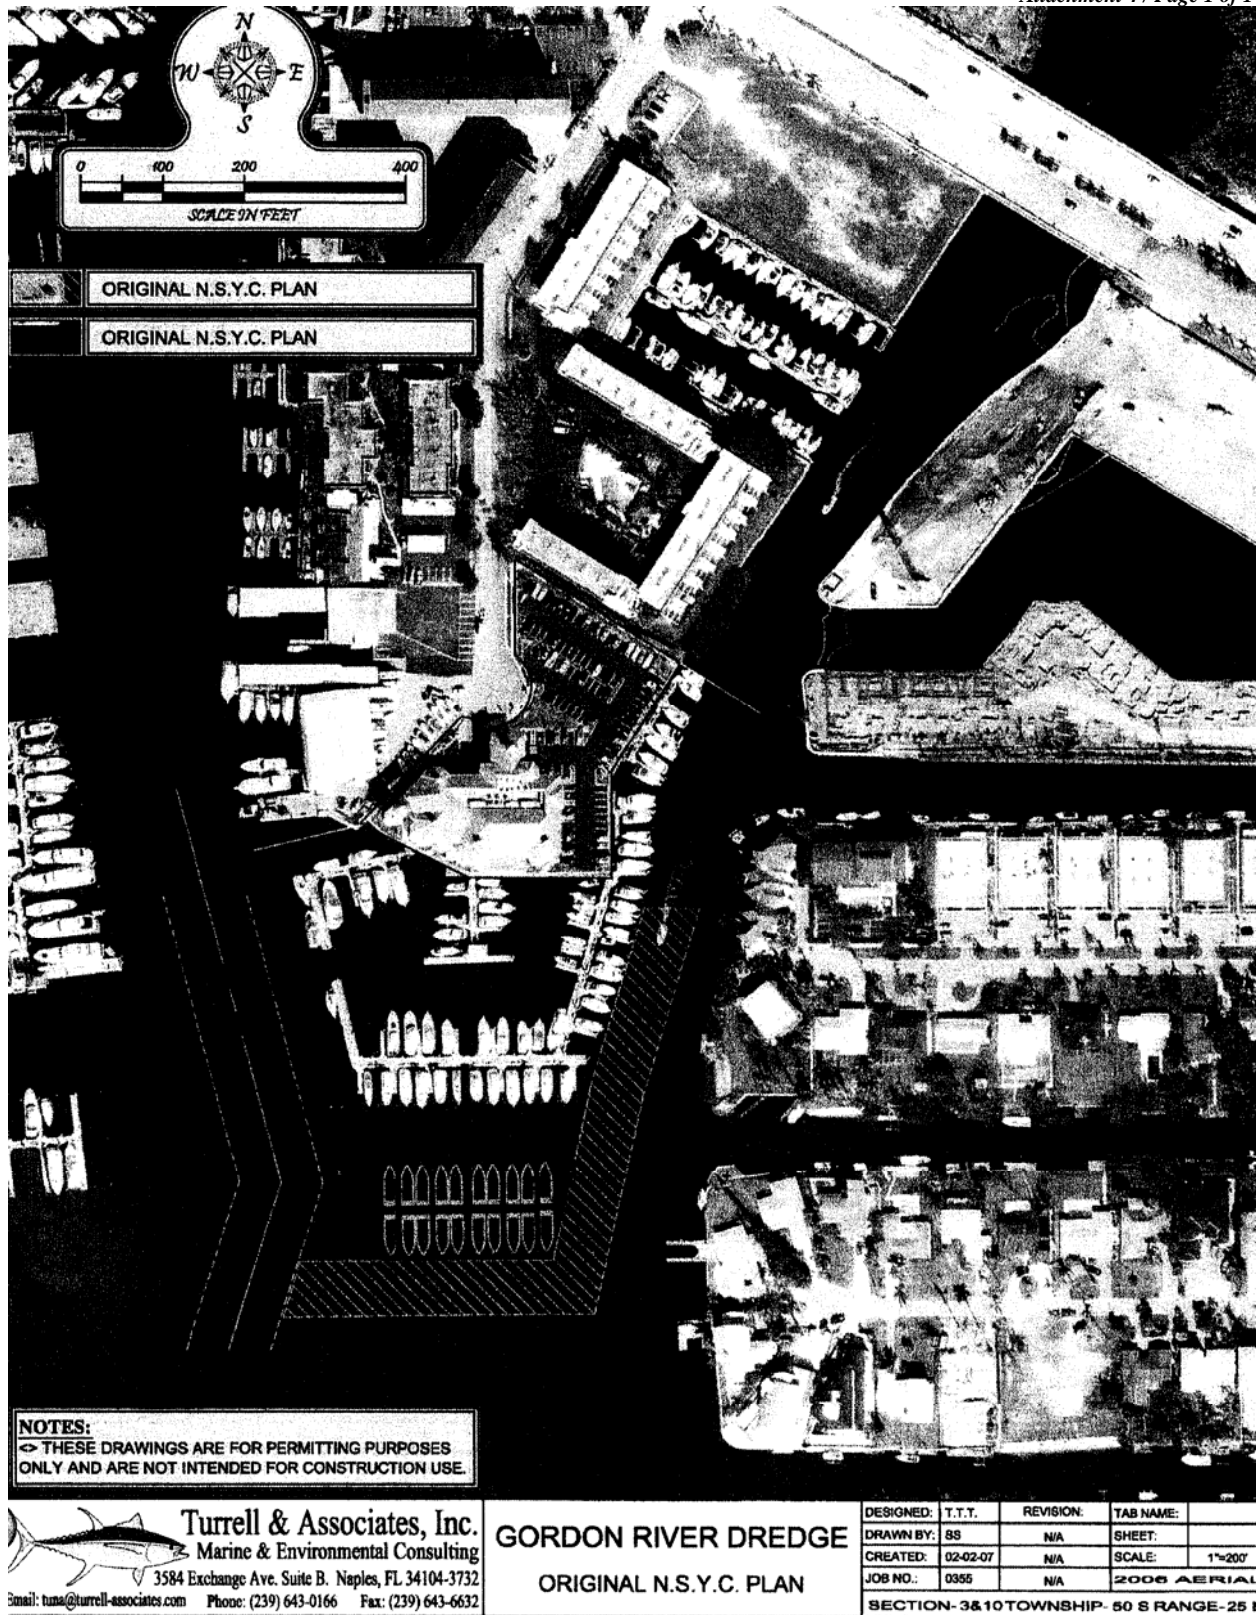 Page 1 of 1
N
W E
S
0 100 200 400
SCALE IN FEET
ORIGINAL N.S.Y.C. PLAN
ORIGINAL N.S.Y.C. PLAN
NOTES:
<> THESE DRAWINGS ARE FOR PERMITTING PURPOSES
ONLY AND ARE NOT INTENDED FOR CONSTRUCTION USE.
Turrell & Associates, Inc.
Marine & Environmental Consulting
3584 Exchange Ave. Suite B. Naples, FL 34104-3732
Email: tuna@turrell-associates.com Phone: (239) 643-0166 Fax: (239) 643-6632
GORDON RIVER DREDGE
ORIGINAL N.S.Y.C. PLAN
DESIGNED: T.T.T. REVISION: TAB NAME:
DRAWN BY: SS N/A SHEET:
CREATED: 02-02-07 N/A SCALE: 1"=200'
JOB NO.: 0355 N/A 2006 AERIAL
SECTION- 3&10 TOWNSHIP- 50 S RANGE- 25